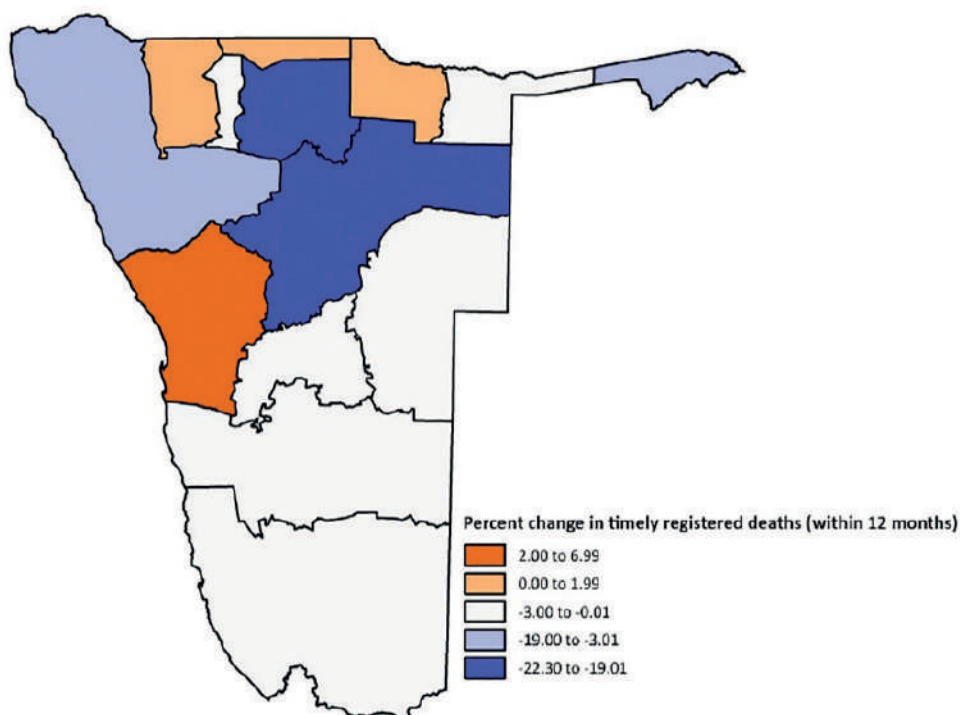 Percent change in timely registered deaths (within 12 months)
2.00 to 6.99
0.00 to 1.99
-3.00 to -0.01
-19.00 to -3.01
-22.30 to -19.01